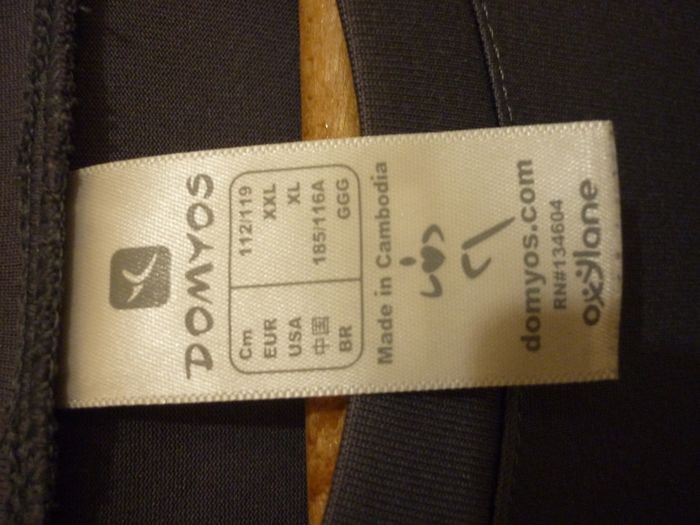 DOMYOS
Cm 112/119
EUR XXL
USA XL
中国 185/116A
BR GGG
Made in Cambodia
domyos.com
RN#134604
oxylane